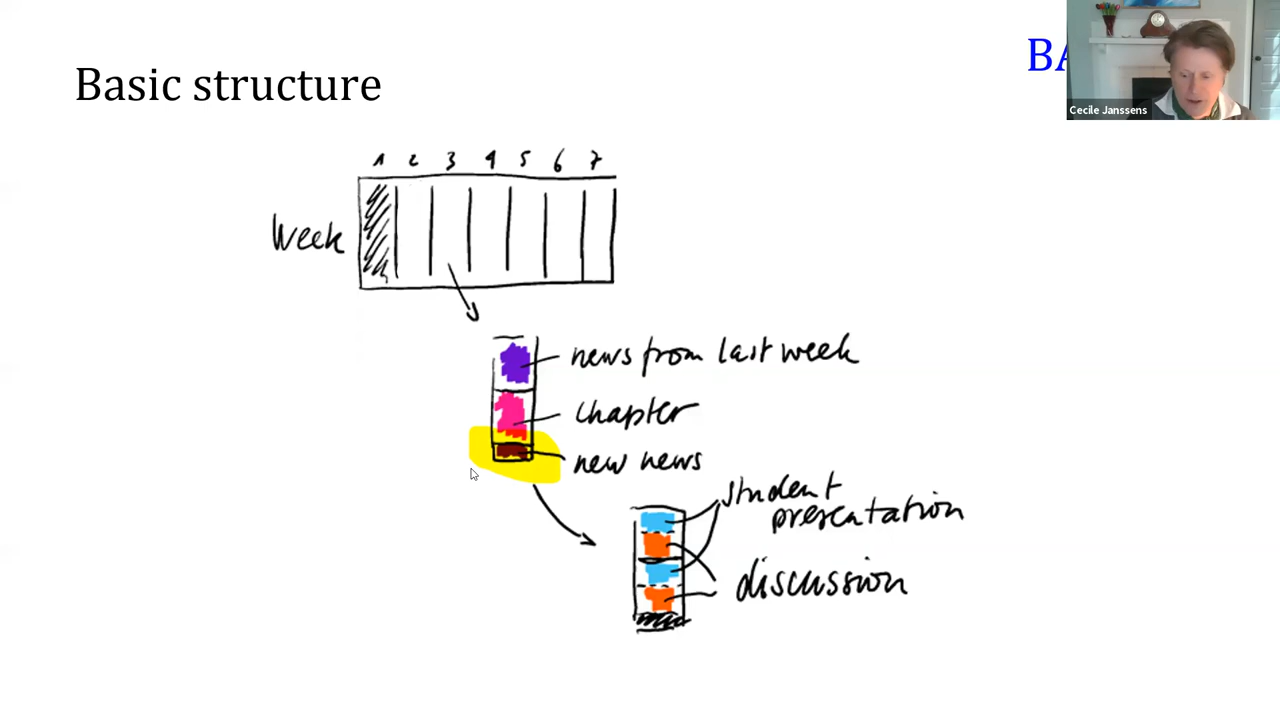 Basic structure
BA
Cecile Janssens
1 2 3 4 5 6 7
Week
news from last week
chapter
new news
student
presentation
discussion